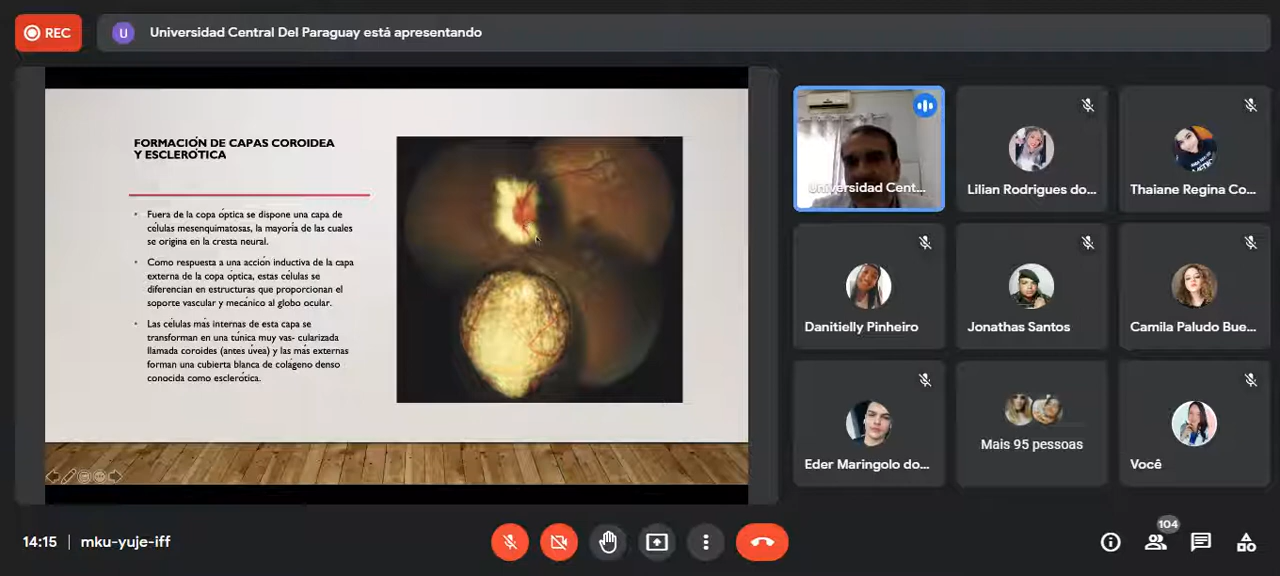 REC
U
Universidad Central Del Paraguay está apresentando
FORMACIÓN DE CAPAS COROIDEA
Y ESCLERÓTICA
• Fuera de la copa óptica se dispone una capa de
células mesenquimatosas, la mayoría de las cuales
se origina en la cresta neural.
• Como respuesta a una acción inductiva de la capa
externa de la copa óptica, estas células se
diferencian en estructuras que proporcionan el
soporte vascular y mecánico al globo ocular.
• Las células más internas de esta capa se
transforman en una túnica muy vas- cularizada
llamada coroides (antes úvea) y las más externas
forman una cubierta blanca de colágeno denso
conocida como esclerótica.
Universidad Cent...
Lilian Rodrigues do...
Thaiane Regina Co...
Danitielly Pinheiro
Jonathas Santos
Camila Paludo Bue...
Eder Maringolo do...
Mais 95 pessoas
Você
14:15 | mku-yuje-iff
104